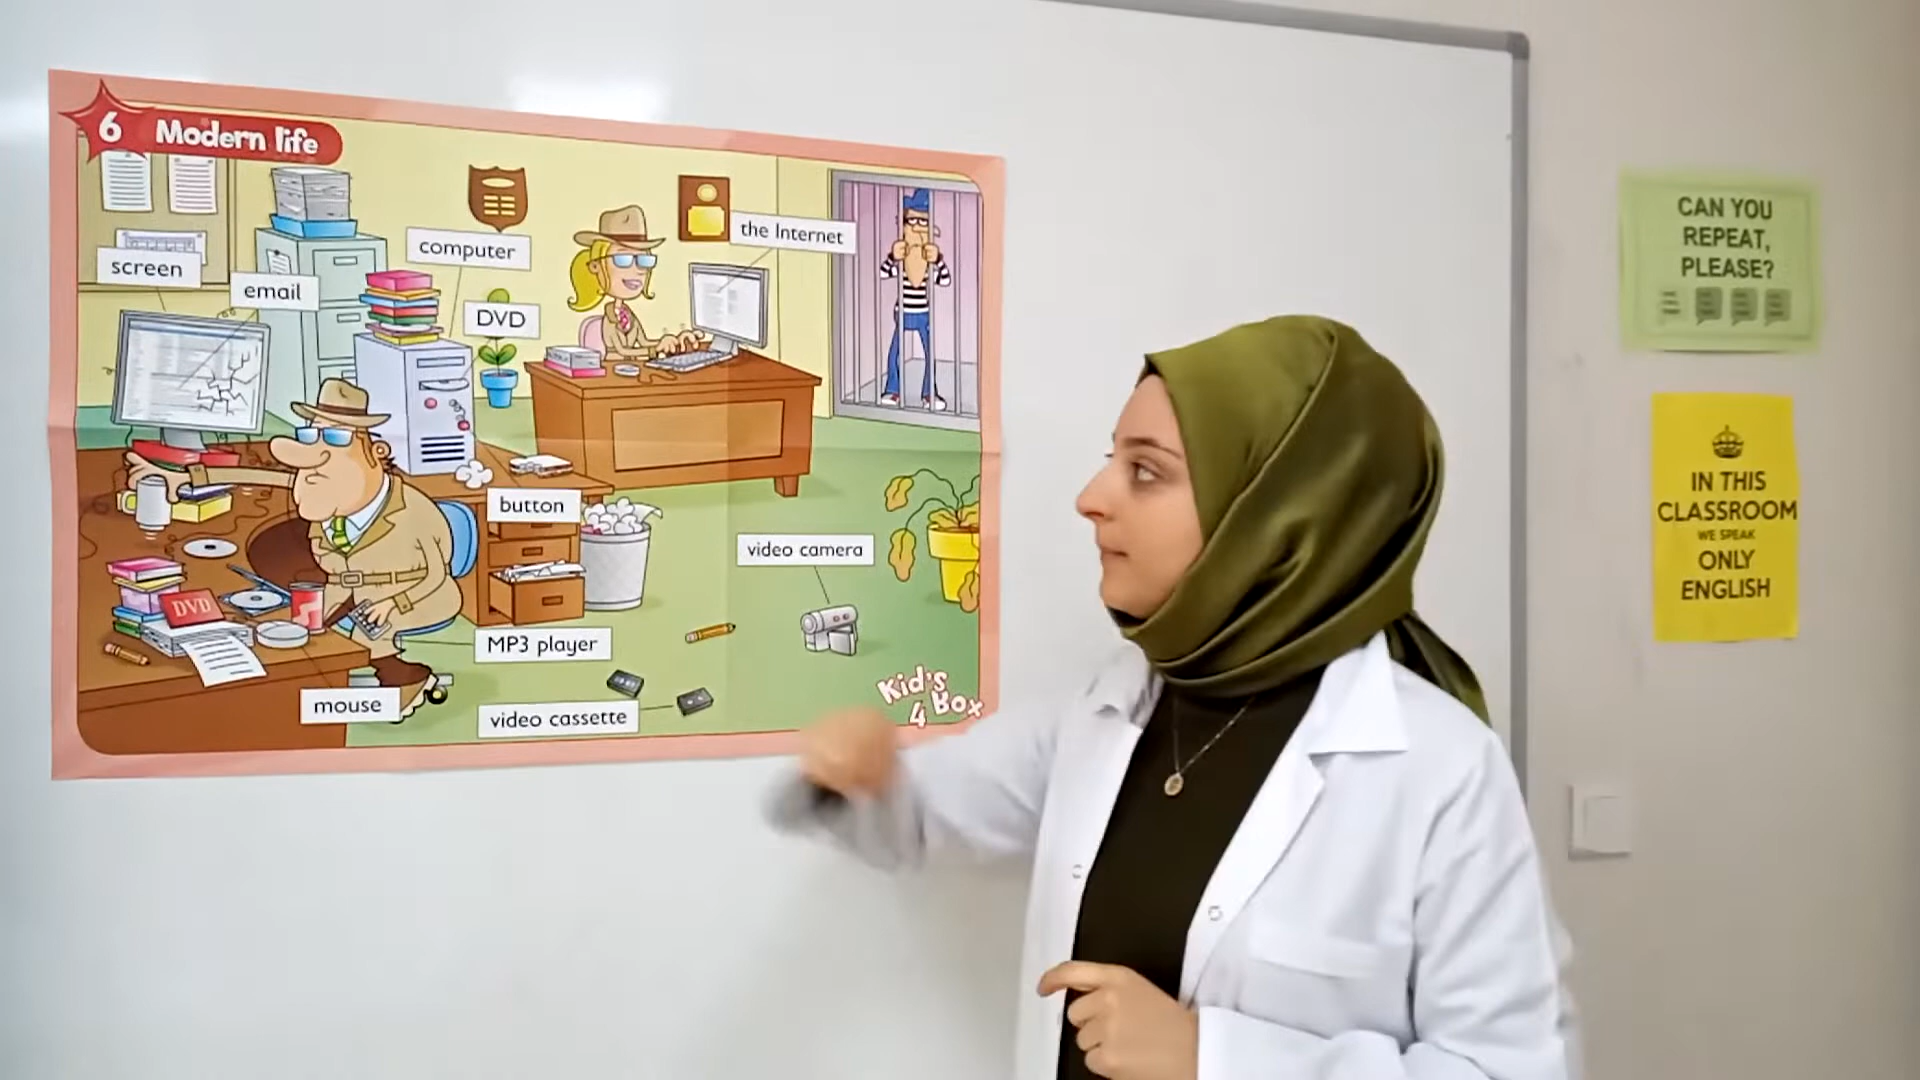 6 Modern life
screen
email
computer
DVD
the Internet
button
video camera
DVD
MP3 player
mouse
video cassette
Kid's
Box
4
CAN YOU
REPEAT,
PLEASE?
IN THIS
CLASSROOM
WE SPEAK
ONLY
ENGLISH